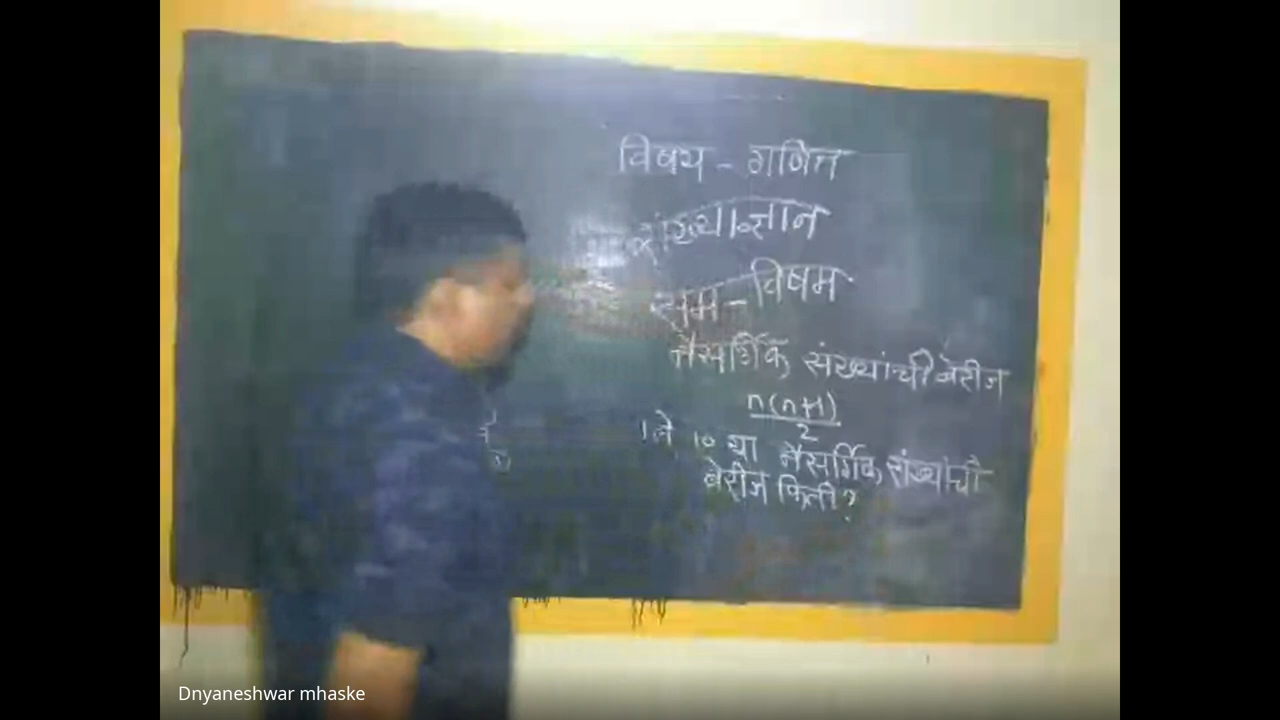 विषय - गणित
संख्याज्ञान
सम - विषम
नैसर्गिक संख्यांची बेरीज
n(n+1)
2
1 ते 10 या नैसर्गिक संख्यांची
बेरीज किती?
Dnyaneshwar mhaske